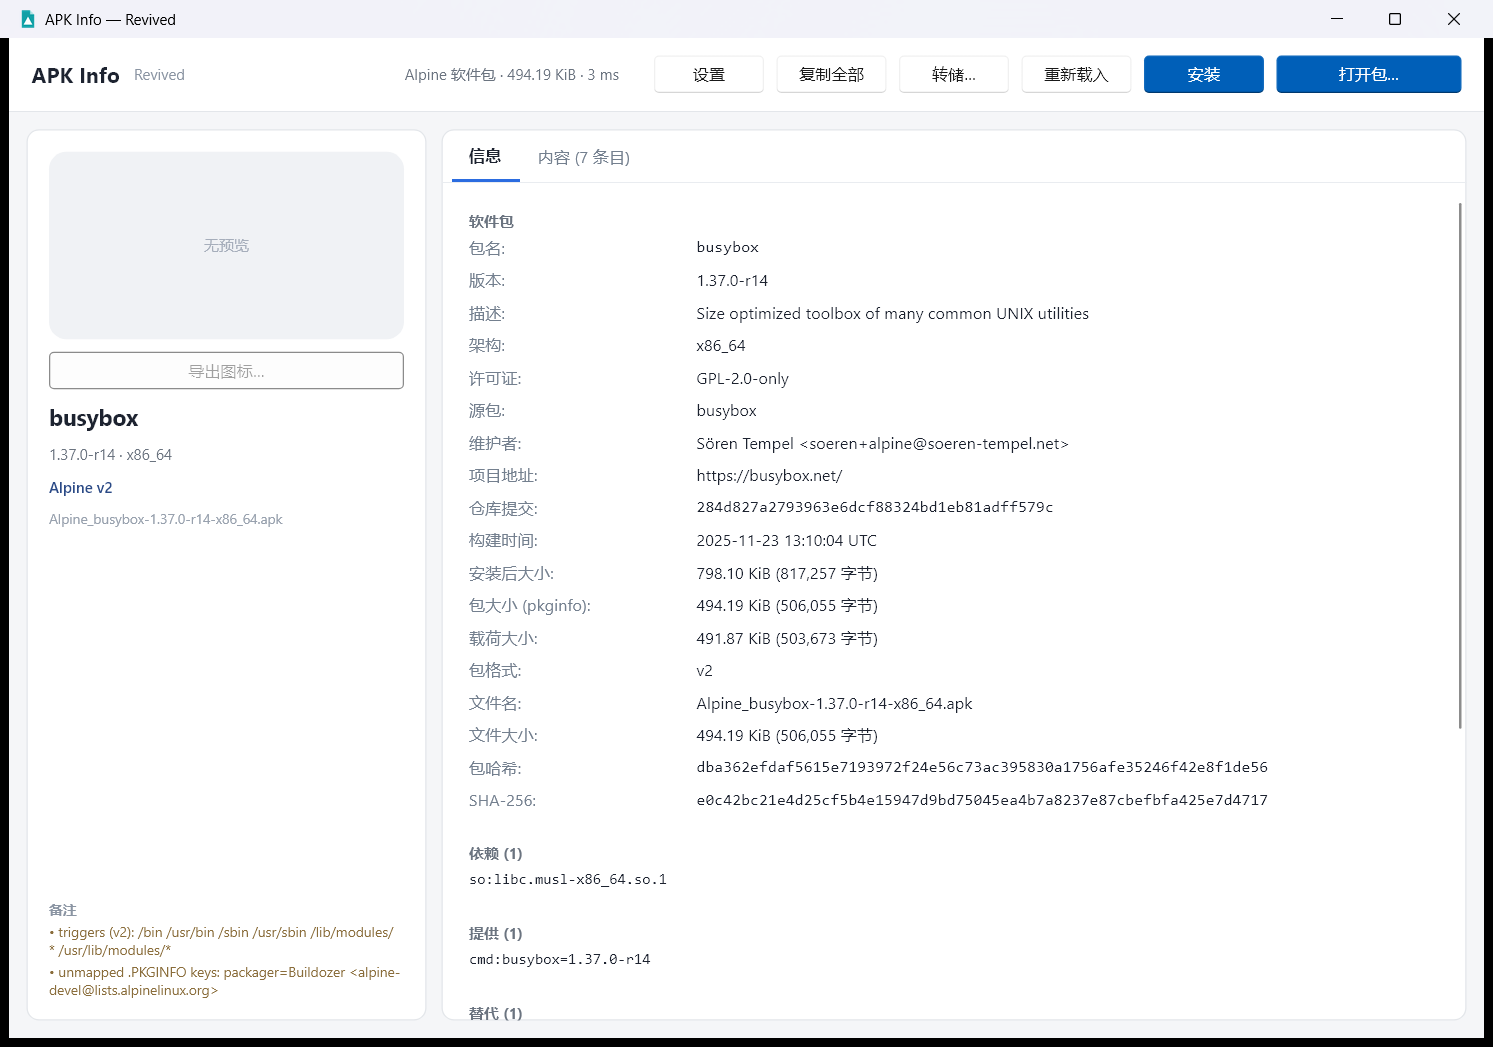 APK Info — Revived
APK Info Revived
Alpine 软件包 · 494.19 KiB · 3 ms
设置
复制全部
转储...
重新载入
安装
打开包...
无预览
导出图标...
busybox
1.37.0-r14 · x86_64
Alpine v2
Alpine_busybox-1.37.0-r14-x86_64.apk
备注
• triggers (v2): /bin /usr/bin /sbin /usr/sbin /lib/modules/
* /usr/lib/modules/*
• unmapped .PKGINFO keys: packager=Buildozer <alpine-
devel@lists.alpinelinux.org>
信息
内容 (7 条目)
软件包
包名: busybox
版本: 1.37.0-r14
描述: Size optimized toolbox of many common UNIX utilities
架构: x86_64
许可证: GPL-2.0-only
源包: busybox
维护者: Sören Tempel <soeren+alpine@soeren-tempel.net>
项目地址: https://busybox.net/
仓库提交: 284d827a2793963e6dcf88324bd1eb81adff579c
构建时间: 2025-11-23 13:10:04 UTC
安装后大小: 798.10 KiB (817,257 字节)
包大小 (pkginfo): 494.19 KiB (506,055 字节)
载荷大小: 491.87 KiB (503,673 字节)
包格式: v2
文件名: Alpine_busybox-1.37.0-r14-x86_64.apk
文件大小: 494.19 KiB (506,055 字节)
包哈希: dba362efdaf5615e7193972f24e56c73ac395830a1756afe35246f42e8f1de56
SHA-256: e0c42bc21e4d25cf5b4e15947d9bd75045ea4b7a8237e87cbefbfa425e7d4717
依赖 (1)
so:libc.musl-x86_64.so.1
提供 (1)
cmd:busybox=1.37.0-r14
替代 (1)